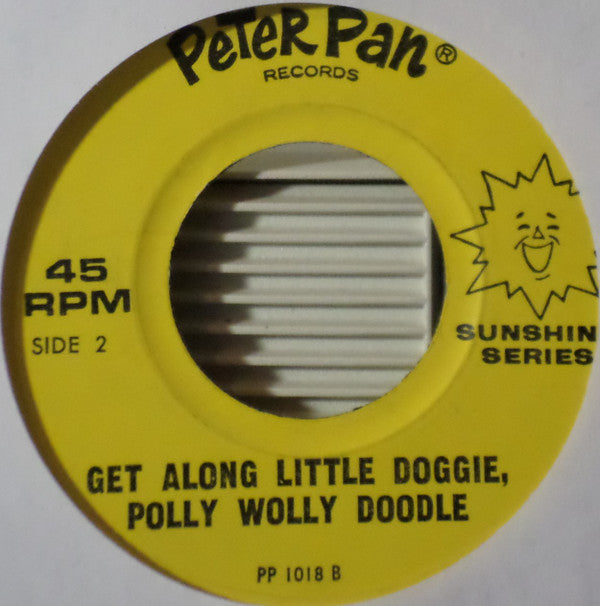 PETER Pan®
RECORDS
45
RPM
SIDE 2
SUNSHIN
SERIES
GET ALONG LITTLE DOGGIE,
POLLY WOLLY DOODLE
PP 1018 B